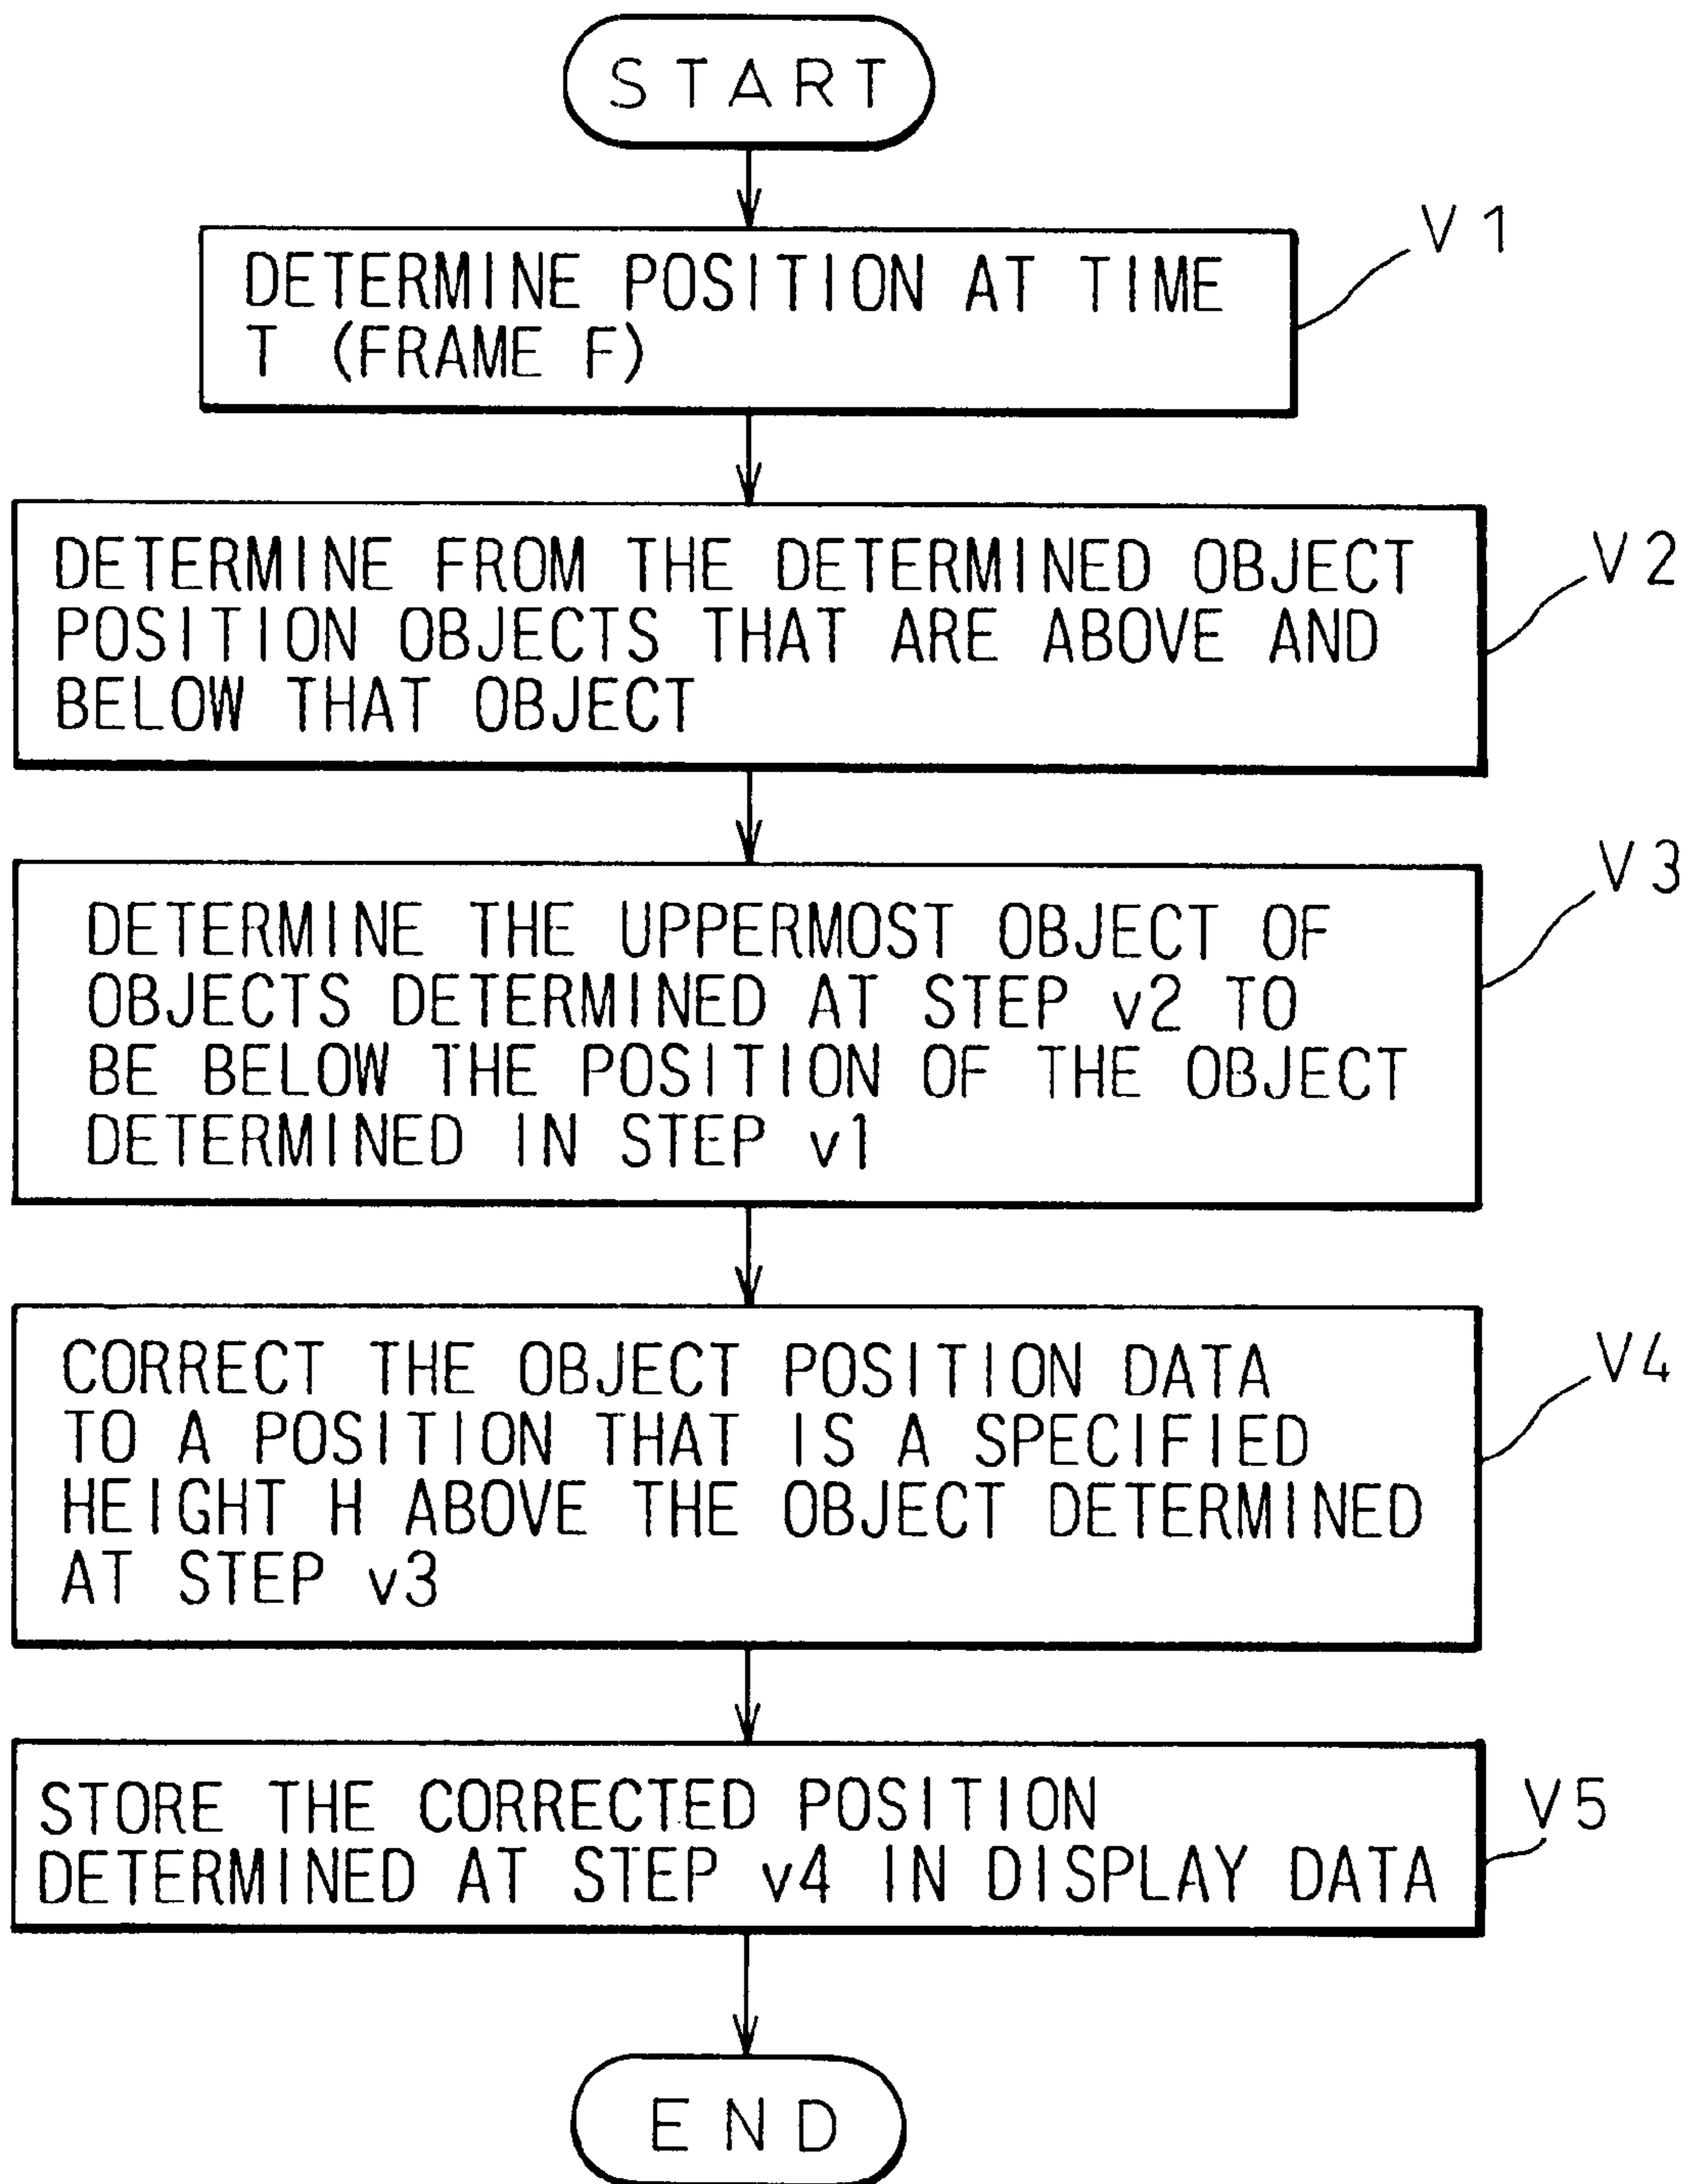 START
V1
DETERMINE POSITION AT TIME
T (FRAME F)
V2
DETERMINE FROM THE DETERMINED OBJECT
POSITION OBJECTS THAT ARE ABOVE AND
BELOW THAT OBJECT
V3
DETERMINE THE UPPERMOST OBJECT OF
OBJECTS DETERMINED AT STEP v2 TO
BE BELOW THE POSITION OF THE OBJECT
DETERMINED IN STEP v1
V4
CORRECT THE OBJECT POSITION DATA
TO A POSITION THAT IS A SPECIFIED
HEIGHT H ABOVE THE OBJECT DETERMINED
AT STEP v3
V5
STORE THE CORRECTED POSITION
DETERMINED AT STEP v4 IN DISPLAY DATA
END